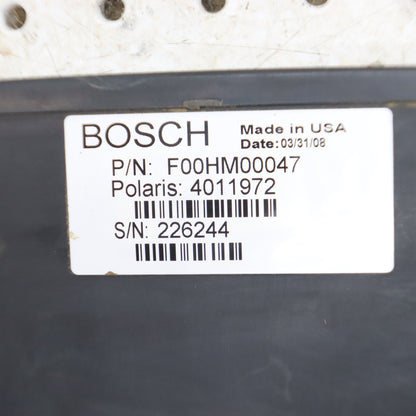 BOSCH
Made in USA
Date: 03/31/08
P/N: F00HM00047
Polaris: 4011972
S/N: 226244